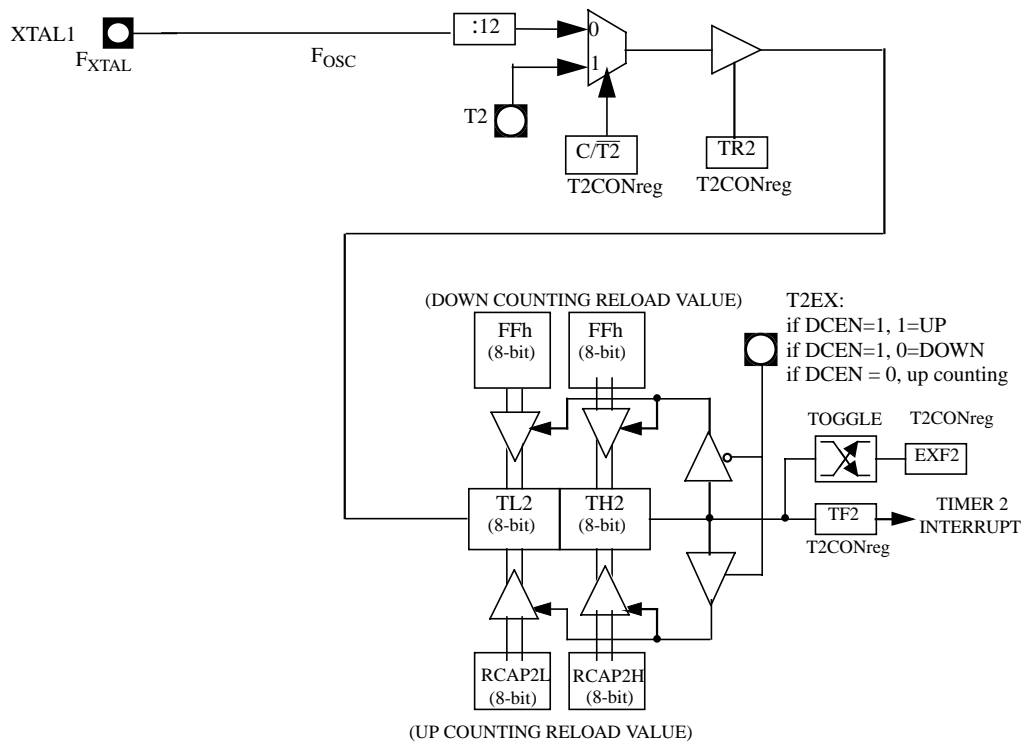 XTAL1
F_XTAL
F_OSC
:12
0
1
T2
C/T̅2̅
T2CONreg
TR2
T2CONreg
(DOWN COUNTING RELOAD VALUE)
FFh
(8-bit)
FFh
(8-bit)
T2EX:
if DCEN=1, 1=UP
if DCEN=1, 0=DOWN
if DCEN = 0, up counting
TOGGLE
T2CONreg
EXF2
TL2
(8-bit)
TH2
(8-bit)
TF2
T2CONreg
TIMER 2
INTERRUPT
RCAP2L
(8-bit)
RCAP2H
(8-bit)
(UP COUNTING RELOAD VALUE)